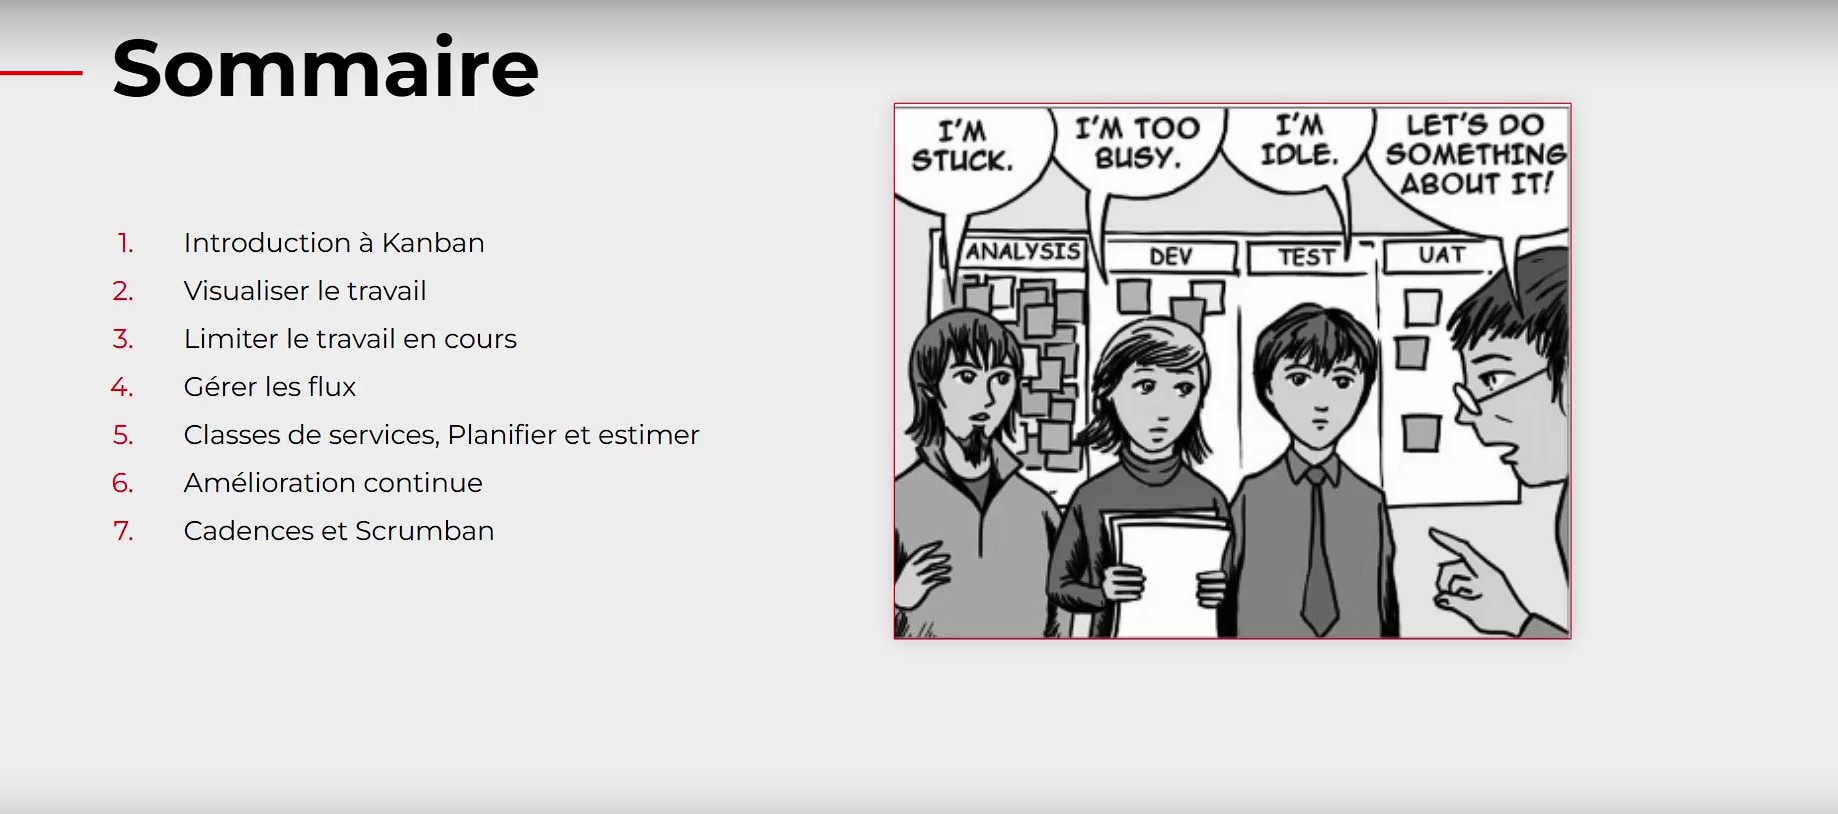 Sommaire
1. Introduction à Kanban
2. Visualiser le travail
3. Limiter le travail en cours
4. Gérer les flux
5. Classes de services, Planifier et estimer
6. Amélioration continue
7. Cadences et Scrumban
I'M
STUCK.
I'M TOO
BUSY.
I'M
IDLE.
LET'S DO
SOMETHING
ABOUT IT!
ANALYSIS
DEV
TEST
UAT